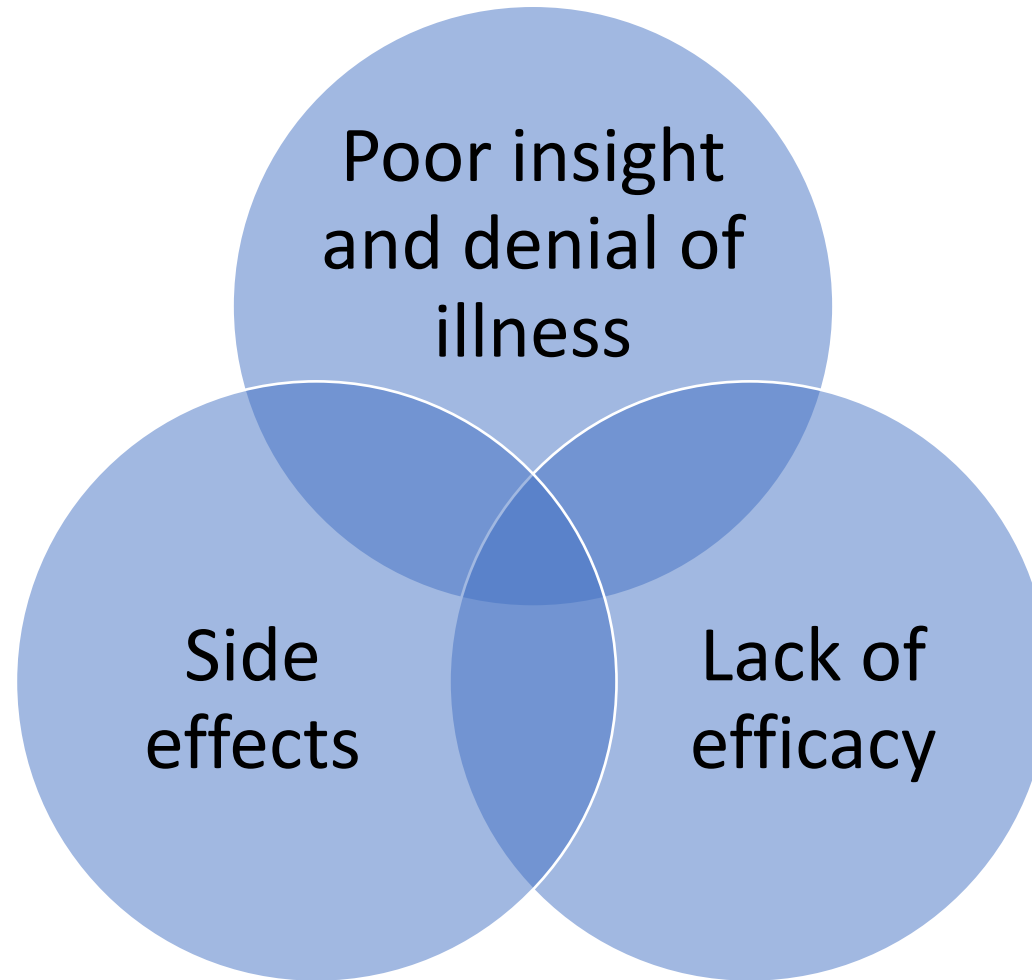 Poor insight
and denial of
illness
Side
effects
Lack of
efficacy